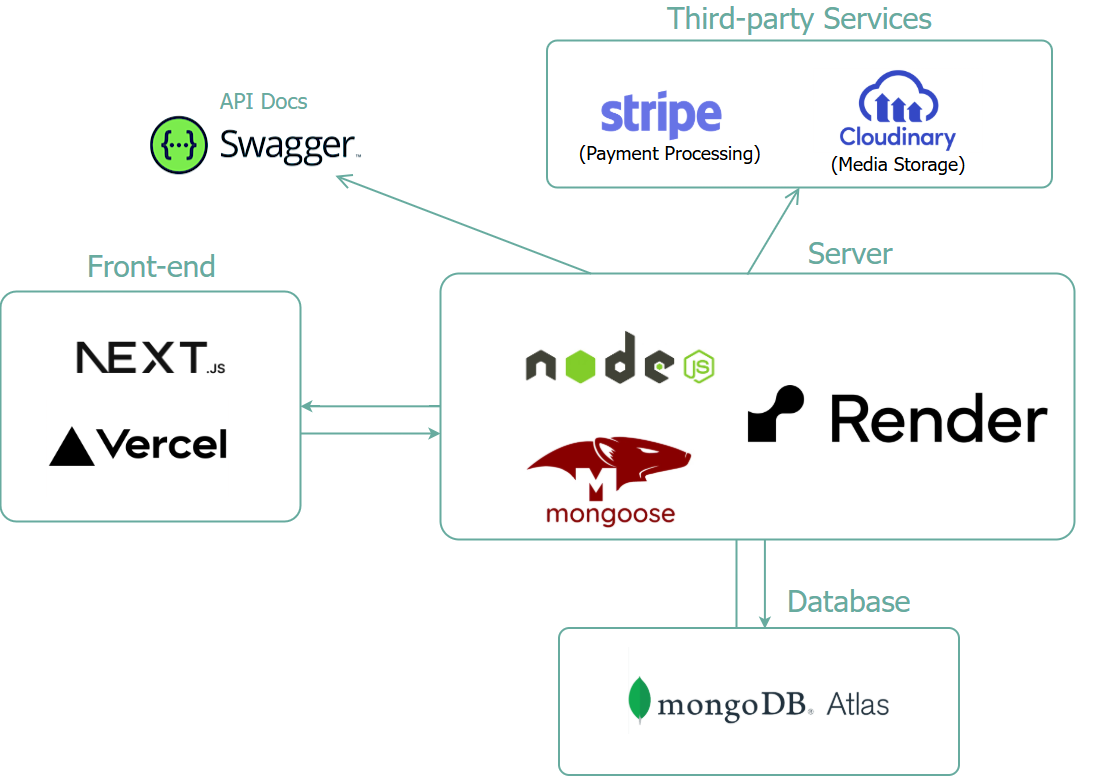 Third-party Services
stripe
(Payment Processing)
Cloudinary
(Media Storage)
API Docs
{···} Swagger™
Front-end
NEXT.JS
Vercel
Server
node
JS
M
mongoose
Render
Database
mongoDB® Atlas